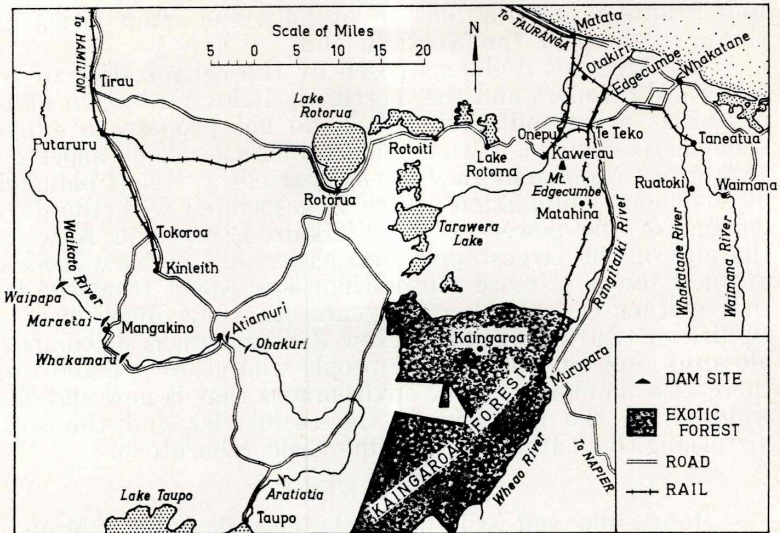 To HAMILTON
Scale of Miles
5 0 5 10 15 20
N
To TAURANGA
Matata
Otakiri
Edgecumbe
Whakatane
Tirau
Lake
Rotorua
Putaruru
Rotoiti
Onepu
Te Teko
Taneatua
Lake
Rotoma
Kawerau
Mt.
Edgecumbe
Ruatoki
Waimana
Rotorua
Matahina
Tarawera
Lake
Tokoroa
Kinleith
Waikato River
Rangitaiki River
Whakatane River
Waimana River
Waipapa
Maraetai
Mangakino
Atiamuri
Ohakuri
Whakamaru
Kaingaroa
Murupara
KAINGAROA FOREST
Wheao River
To NAPIER
Lake Taupo
Aratiatia
Taupo
DAM SITE
EXOTIC
FOREST
ROAD
RAIL